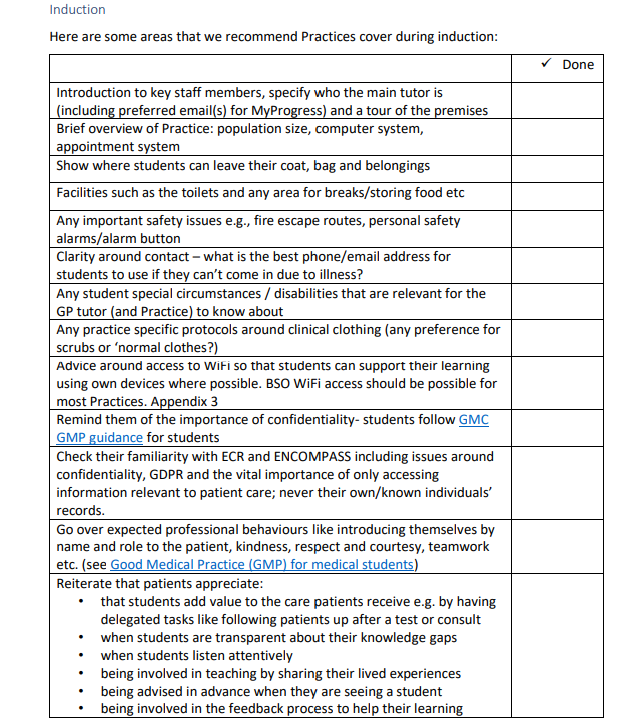 Induction
Here are some areas that we recommend Practices cover during induction:
✓ Done
Introduction to key staff members, specify who the main tutor is
(including preferred email(s) for MyProgress) and a tour of the premises
Brief overview of Practice: population size, computer system,
appointment system
Show where students can leave their coat, bag and belongings
Facilities such as the toilets and any area for breaks/storing food etc
Any important safety issues e.g., fire escape routes, personal safety
alarms/alarm button
Clarity around contact – what is the best phone/email address for
students to use if they can't come in due to illness?
Any student special circumstances / disabilities that are relevant for the
GP tutor (and Practice) to know about
Any practice specific protocols around clinical clothing (any preference for
scrubs or 'normal clothes?)
Advice around access to WiFi so that students can support their learning
using own devices where possible. BSO WiFi access should be possible for
most Practices. Appendix 3
Remind them of the importance of confidentiality- students follow GMC
GMP guidance for students
Check their familiarity with ECR and ENCOMPASS including issues around
confidentiality, GDPR and the vital importance of only accessing
information relevant to patient care; never their own/known individuals'
records.
Go over expected professional behaviours like introducing themselves by
name and role to the patient, kindness, respect and courtesy, teamwork
etc. (see Good Medical Practice (GMP) for medical students)
Reiterate that patients appreciate:
• that students add value to the care patients receive e.g. by having
delegated tasks like following patients up after a test or consult
• when students are transparent about their knowledge gaps
• when students listen attentively
• being involved in teaching by sharing their lived experiences
• being advised in advance when they are seeing a student
• being involved in the feedback process to help their learning